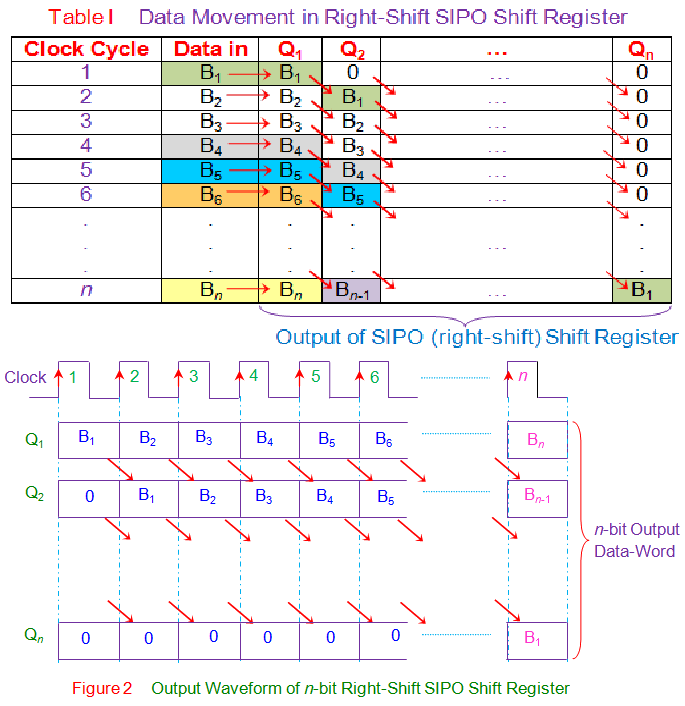 Table I Data Movement in Right-Shift SIPO Shift Register
Clock Cycle Data in Q1 Q2 ... Qn
1 B1 B1 0 ... 0
2 B2 B2 B1 ... 0
3 B3 B3 B2 ... 0
4 B4 B4 B3 ... 0
5 B5 B5 B4 ... 0
6 B6 B6 B5 ... 0
. . . . .
. . . . ... .
. . . . .
n Bn Bn Bn-1 ... B1
Output of SIPO (right-shift) Shift Register
Clock 1 2 3 4 5 6 n
Q1 B1 B2 B3 B4 B5 B6 Bn
Q2 0 B1 B2 B3 B4 B5 Bn-1
n-bit Output
Data-Word
Qn 0 0 0 0 0 0 B1
Figure 2 Output Waveform of n-bit Right-Shift SIPO Shift Register